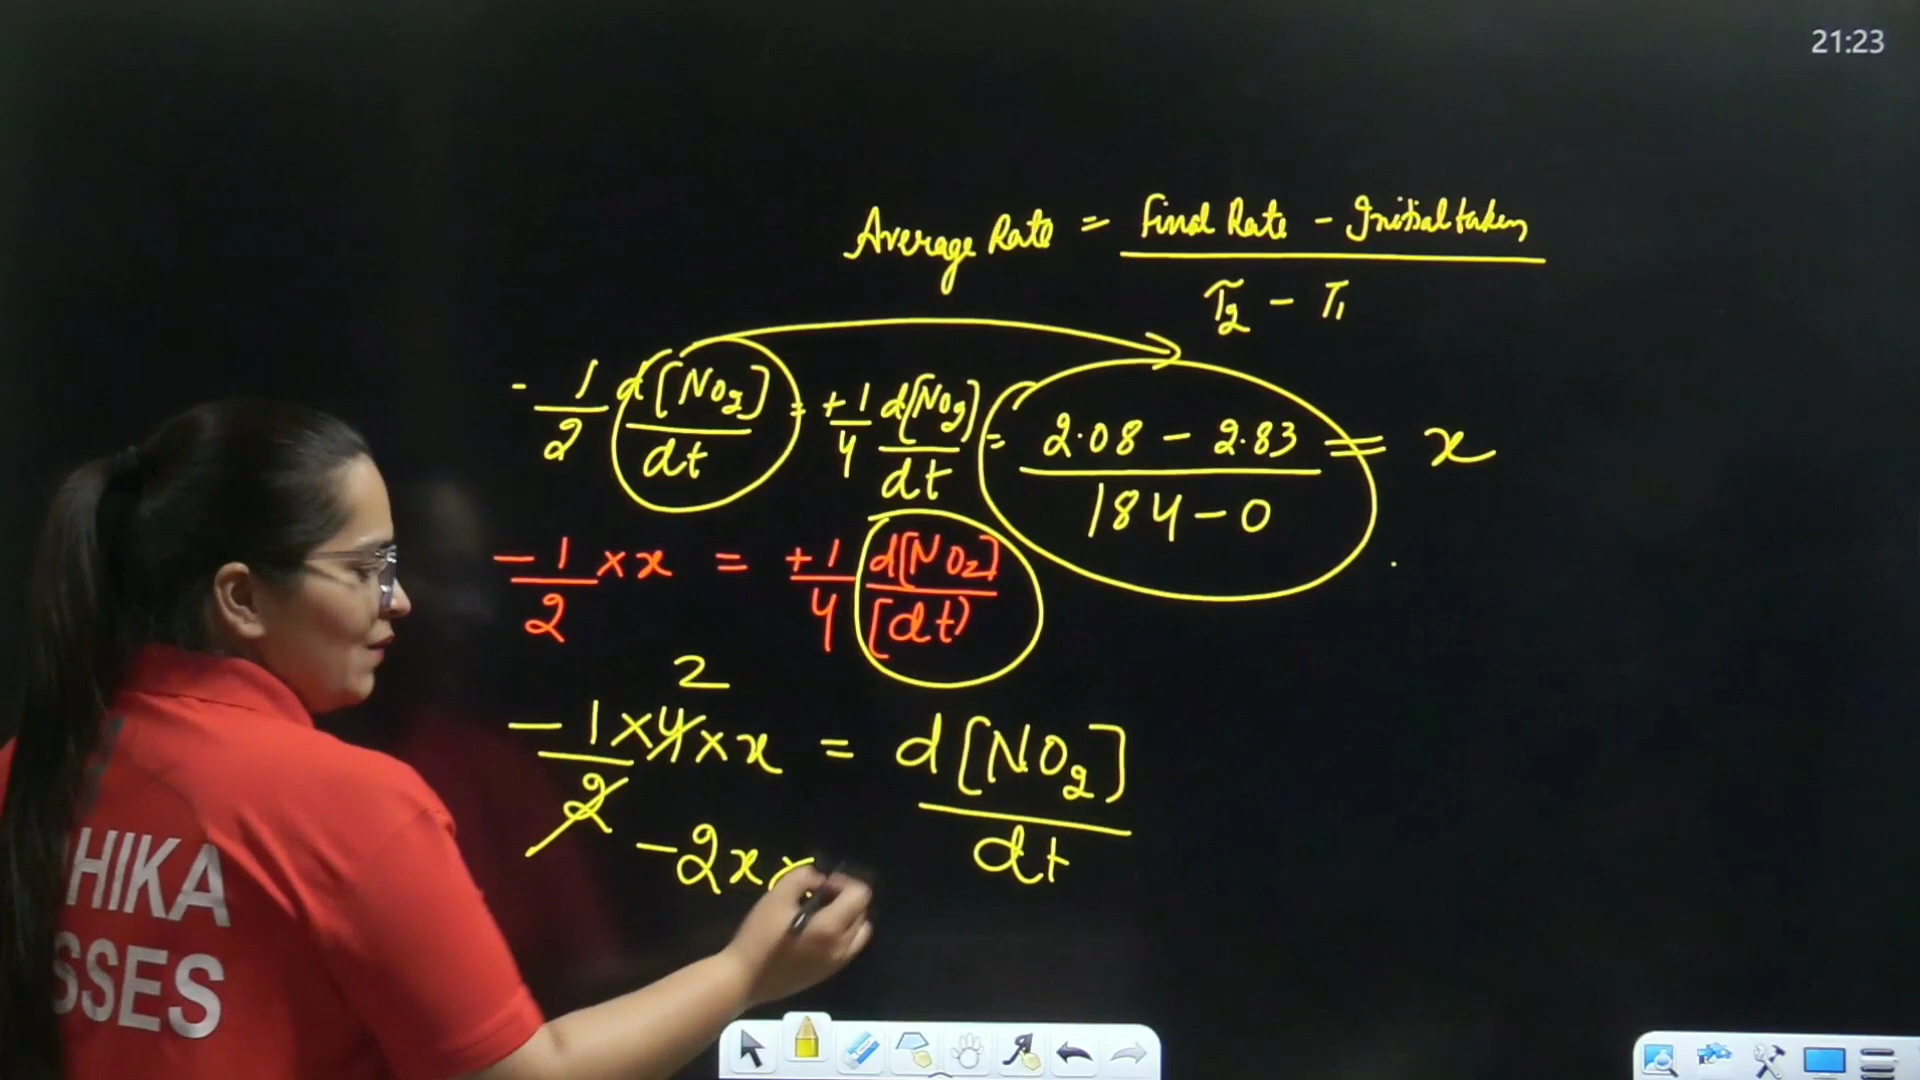 21:23
Average Rate = Final Rate - Initial taken
T2 - T1
- 1/2 d[NO2]/dt = +1/4 d[NO2]/dt = 2.08 - 2.83 / 184 - 0 = x
-1/2 × x = +1/4 d[NO2]/[dt)
2
-1/2 × 4 × x = d[NO2]/dt
-2 x
HIKA
SSES